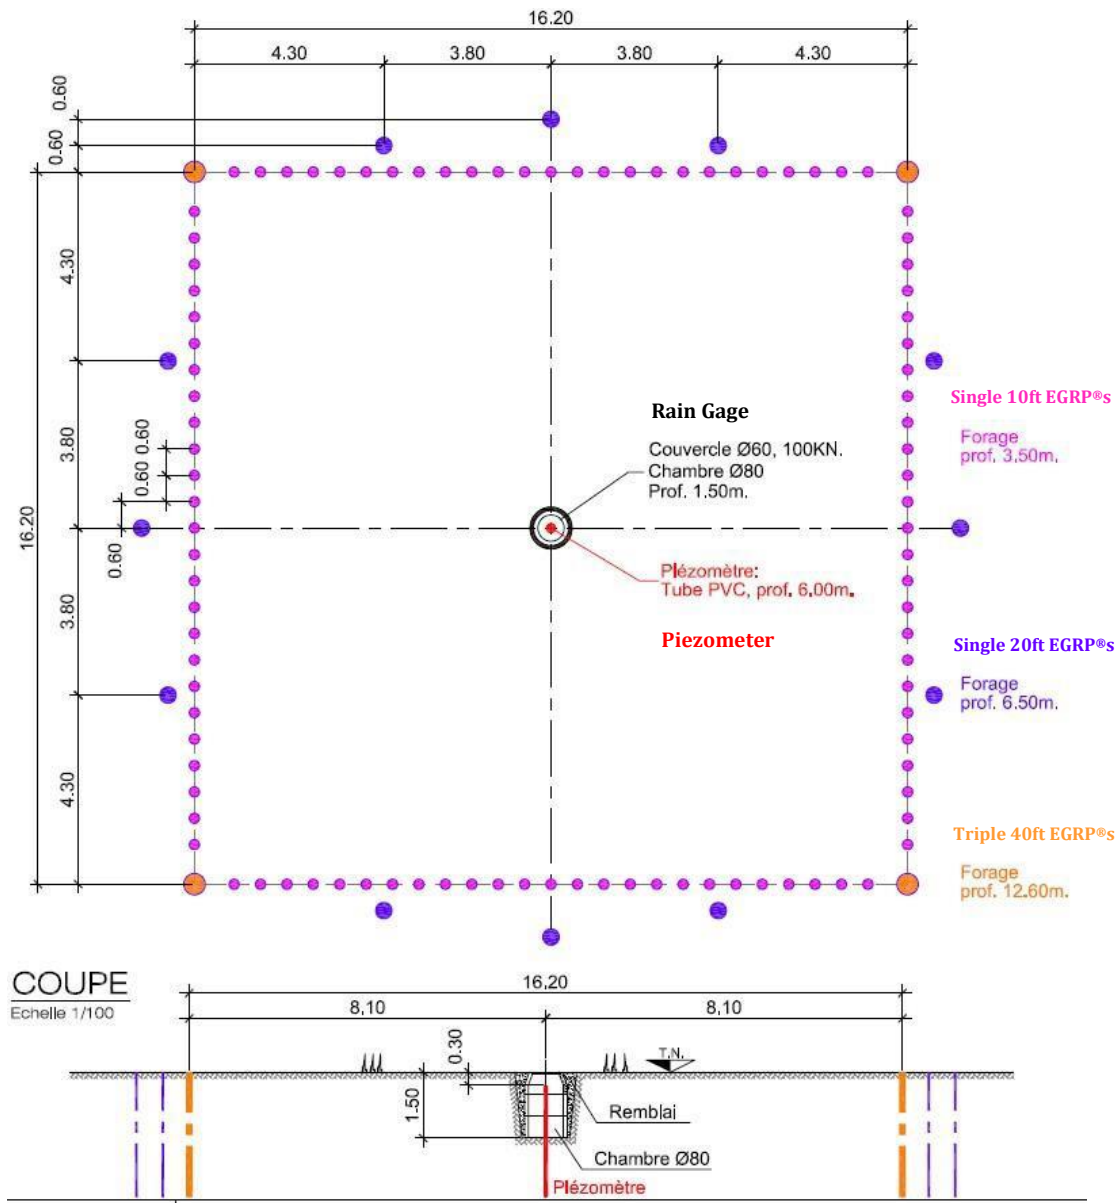 16.20
4.30 3.80 3.80 4.30
0.60
0.60
4.30
3.80
0.60
0.60
0.60
16.20
3.80
4.30
Rain Gage
Couvercle Ø60, 100KN.
Chambre Ø80
Prof. 1.50m.
Piézomètre:
Tube PVC, prof. 6.00m.
Piezometer
Single 10ft EGRP®s
Forage
prof. 3.50m.
Single 20ft EGRP®s
Forage
prof. 6.50m.
Triple 40ft EGRP®s
Forage
prof. 12.60m.
COUPE
Echelle 1/100
16.20
8.10 8.10
0.30
T.N.
1.50
Remblai
Chambre Ø80
Piézomètre